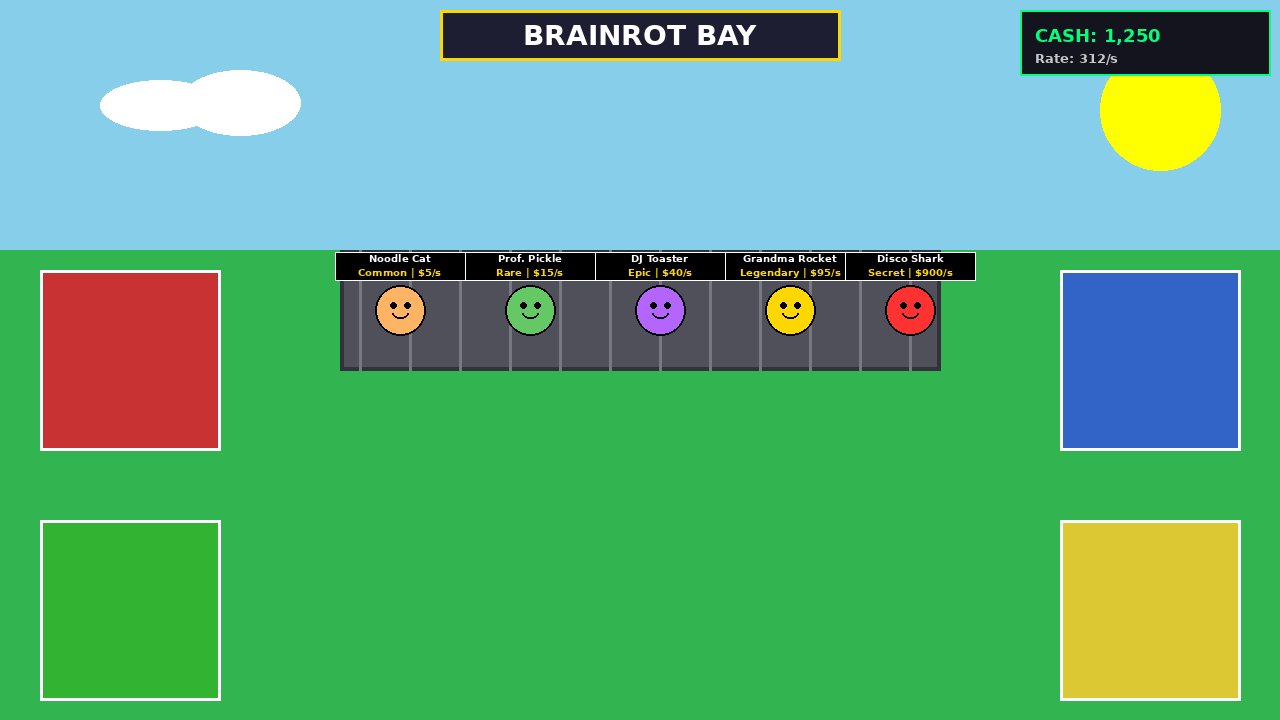 BRAINROT BAY
CASH: 1,250
Rate: 312/s
Noodle Cat
Common | $5/s
Prof. Pickle
Rare | $15/s
DJ Toaster
Epic | $40/s
Grandma Rocket
Legendary | $95/s
Disco Shark
Secret | $900/s